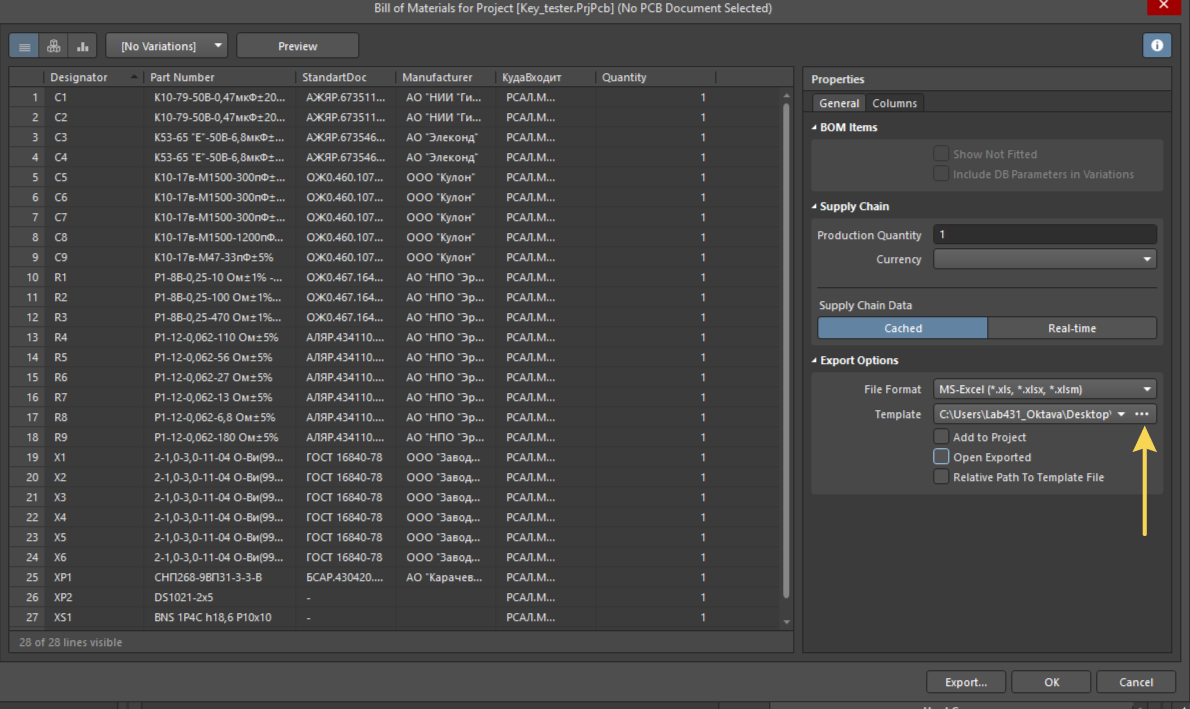 Bill of Materials for Project [Key_tester.PrjPcb] (No PCB Document Selected)
[No Variations] Preview
Designator Part Number StandartDoc Manufacturer КудаВходит Quantity
1 C1 К10-79-50В-0,47мкФ±20... АЖЯР.673511... АО "НИИ "Ги... РСАЛ.М... 1
2 C2 К10-79-50В-0,47мкФ±20... АЖЯР.673511... АО "НИИ "Ги... РСАЛ.М... 1
3 C3 К53-65 "Е"-50В-6,8мкФ±... АЖЯР.673546... АО "Элеконд" РСАЛ.М... 1
4 C4 К53-65 "Е"-50В-6,8мкФ±... АЖЯР.673546... АО "Элеконд" РСАЛ.М... 1
5 C5 К10-17в-М1500-300пФ±... ОЖ0.460.107... ООО "Кулон" РСАЛ.М... 1
6 C6 К10-17в-М1500-300пФ±... ОЖ0.460.107... ООО "Кулон" РСАЛ.М... 1
7 C7 К10-17в-М1500-300пФ±... ОЖ0.460.107... ООО "Кулон" РСАЛ.М... 1
8 C8 К10-17в-М1500-1200пФ... ОЖ0.460.107... ООО "Кулон" РСАЛ.М... 1
9 C9 К10-17в-М47-33пФ±5% ОЖ0.460.107... ООО "Кулон" РСАЛ.М... 1
10 R1 Р1-8В-0,25-10 Ом±1% -... ОЖ0.467.164... АО "НПО "Эр... РСАЛ.М... 1
11 R2 Р1-8В-0,25-100 Ом±1%... ОЖ0.467.164... АО "НПО "Эр... РСАЛ.М... 1
12 R3 Р1-8В-0,25-470 Ом±1%... ОЖ0.467.164... АО "НПО "Эр... РСАЛ.М... 1
13 R4 Р1-12-0,062-110 Ом±5% АЛЯР.434110.... АО "НПО "Эр... РСАЛ.М... 1
14 R5 Р1-12-0,062-56 Ом±5% АЛЯР.434110.... АО "НПО "Эр... РСАЛ.М... 1
15 R6 Р1-12-0,062-27 Ом±5% АЛЯР.434110.... АО "НПО "Эр... РСАЛ.М... 1
16 R7 Р1-12-0,062-13 Ом±5% АЛЯР.434110.... АО "НПО "Эр... РСАЛ.М... 1
17 R8 Р1-12-0,062-6,8 Ом±5% АЛЯР.434110.... АО "НПО "Эр... РСАЛ.М... 1
18 R9 Р1-12-0,062-180 Ом±5% АЛЯР.434110.... АО "НПО "Эр... РСАЛ.М... 1
19 X1 2-1,0-3,0-11-04 О-Ви(99... ГОСТ 16840-78 ООО "Завод... РСАЛ.М... 1
20 X2 2-1,0-3,0-11-04 О-Ви(99... ГОСТ 16840-78 ООО "Завод... РСАЛ.М... 1
21 X3 2-1,0-3,0-11-04 О-Ви(99... ГОСТ 16840-78 ООО "Завод... РСАЛ.М... 1
22 X4 2-1,0-3,0-11-04 О-Ви(99... ГОСТ 16840-78 ООО "Завод... РСАЛ.М... 1
23 X5 2-1,0-3,0-11-04 О-Ви(99... ГОСТ 16840-78 ООО "Завод... РСАЛ.М... 1
24 X6 2-1,0-3,0-11-04 О-Ви(99... ГОСТ 16840-78 ООО "Завод... РСАЛ.М... 1
25 XP1 СНП268-9ВП31-3-3-В БСАР.430420.... АО "Карачев... РСАЛ.М... 1
26 XP2 DS1021-2x5 - РСАЛ.М... 1
27 XS1 BNS 1P4C h18,6 P10x10 - РСАЛ.М... 1
28 of 28 lines visible
Properties
General Columns
BOM Items
Show Not Fitted
Include DB Parameters in Variations
Supply Chain
Production Quantity 1
Currency
Supply Chain Data
Cached Real-time
Export Options
File Format MS-Excel (*.xls, *.xlsx, *.xlsm)
Template C:\Users\Lab431_Oktava\Desktop\ ...
Add to Project
Open Exported
Relative Path To Template File
Export... OK Cancel